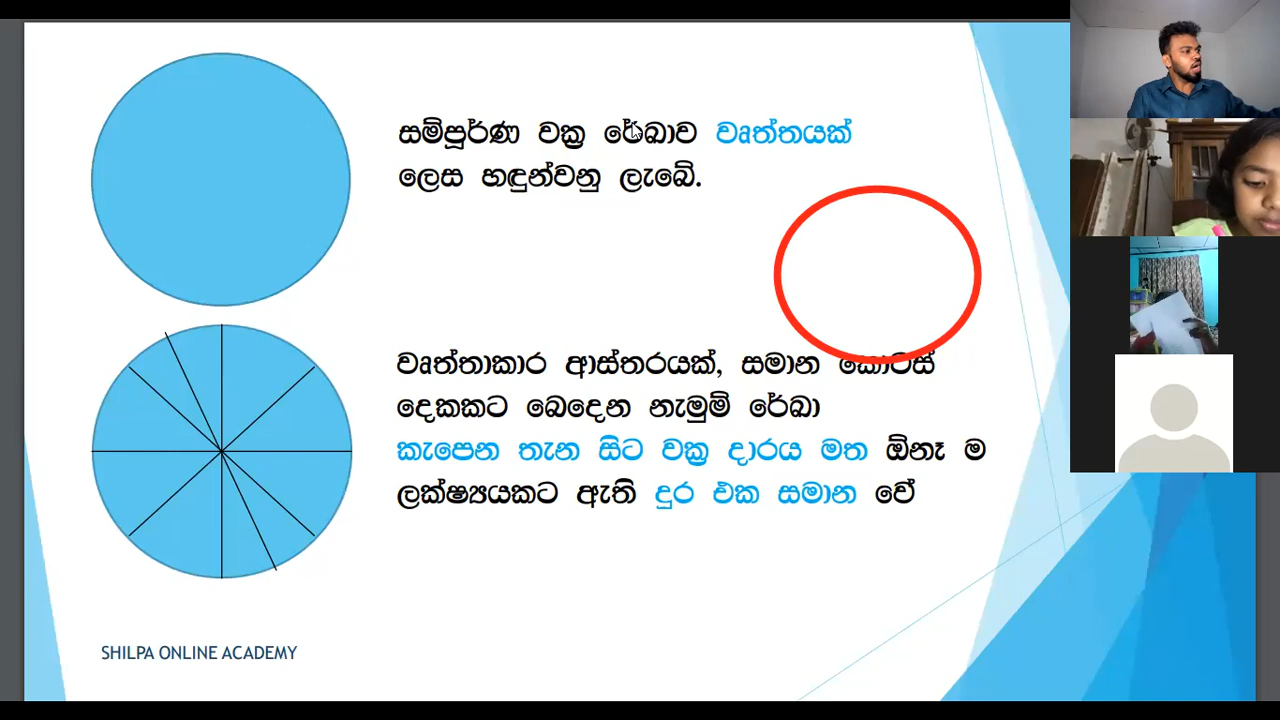 සම්පූර්ණ වක්‍ර රේඛාව වෘත්තයක්
ලෙස හඳුන්වනු ලැබේ.
වෘත්තාකාර ආස්තරයක්, සමාන කොටස්
දෙකකට බෙදෙන නැමුම් රේඛා
කැපෙන තැන සිට වක්‍ර දාරය මත ඕනෑ ම
ලක්ෂ්‍යයකට ඇති දුර එක සමාන වේ
SHILPA ONLINE ACADEMY